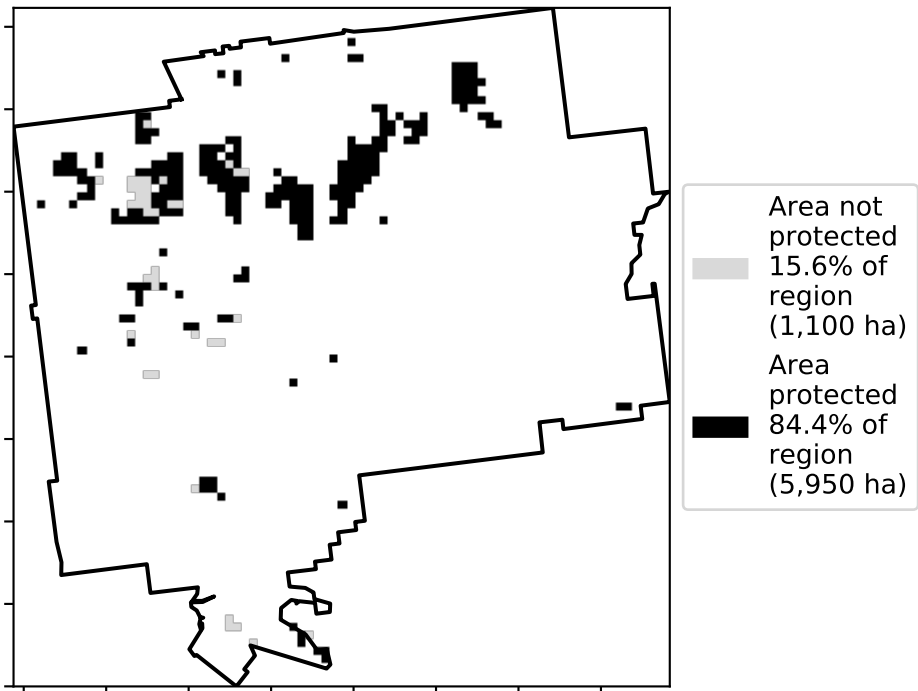 Area not
protected
15.6% of
region
(1,100 ha)
Area
protected
84.4% of
region
(5,950 ha)